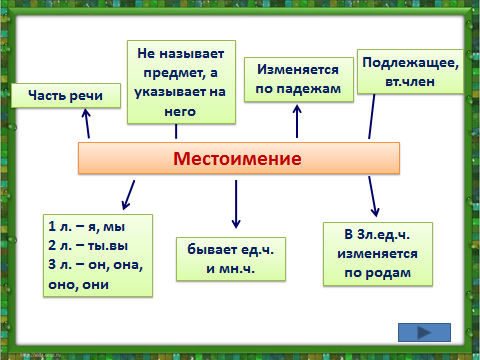 Часть речи
Не называет
предмет, а
указывает на
него
Изменяется
по падежам
Подлежащее,
вт.член
Местоимение
1 л. – я, мы
2 л. – ты.вы
3 л. – он, она,
оно, они
бывает ед.ч.
и мн.ч.
В 3л.ед.ч.
изменяется
по родам